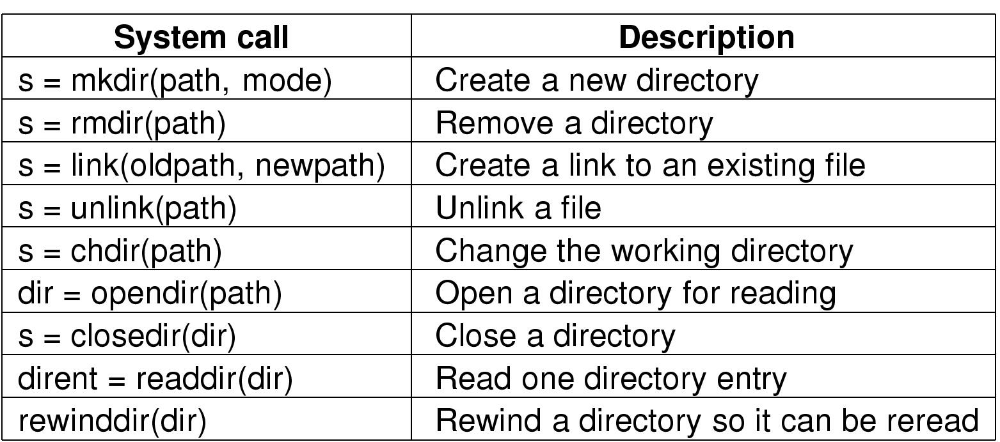 System call Description
s = mkdir(path, mode) Create a new directory
s = rmdir(path) Remove a directory
s = link(oldpath, newpath) Create a link to an existing file
s = unlink(path) Unlink a file
s = chdir(path) Change the working directory
dir = opendir(path) Open a directory for reading
s = closedir(dir) Close a directory
dirent = readdir(dir) Read one directory entry
rewinddir(dir) Rewind a directory so it can be reread